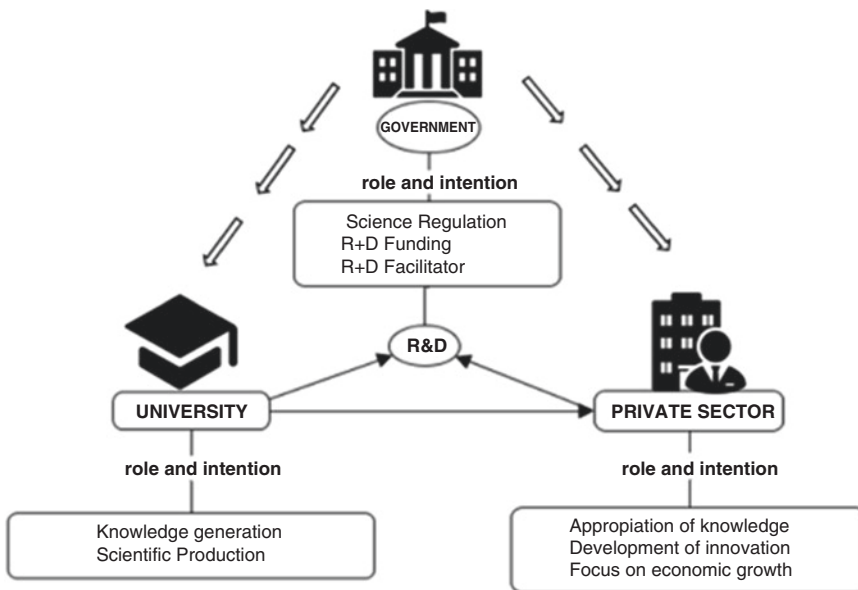 GOVERNMENT
role and intention
Science Regulation
R+D Funding
R+D Facilitator
R&D
UNIVERSITY
PRIVATE SECTOR
role and intention
role and intention
Knowledge generation
Scientific Production
Appropiation of knowledge
Development of innovation
Focus on economic growth